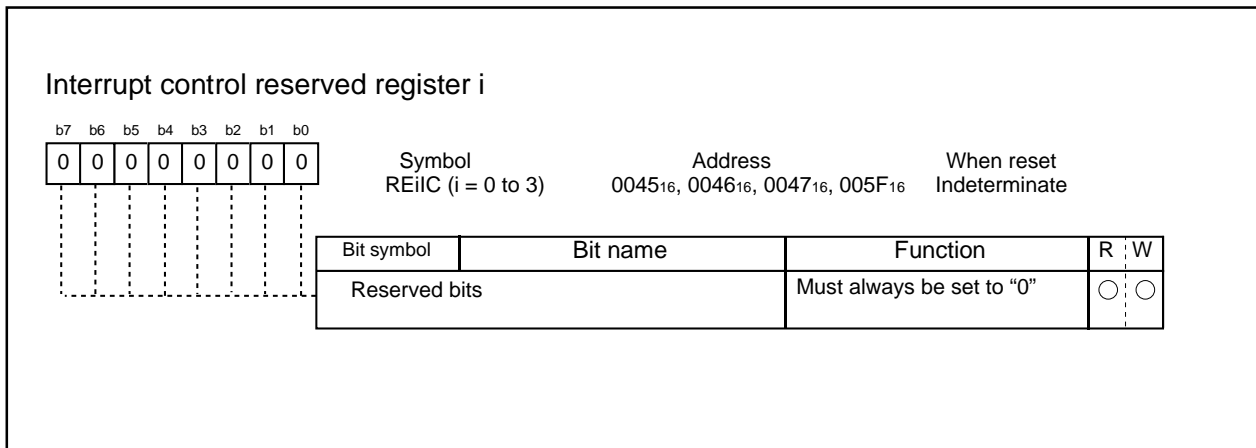 Interrupt control reserved register i
b7 b6 b5 b4 b3 b2 b1 b0
0 0 0 0 0 0 0 0
Symbol Address When reset
REiIC (i = 0 to 3) 0045₁₆, 0046₁₆, 0047₁₆, 005F₁₆ Indeterminate
Bit symbol Bit name Function R W
Reserved bits Must always be set to “0” ○ ○